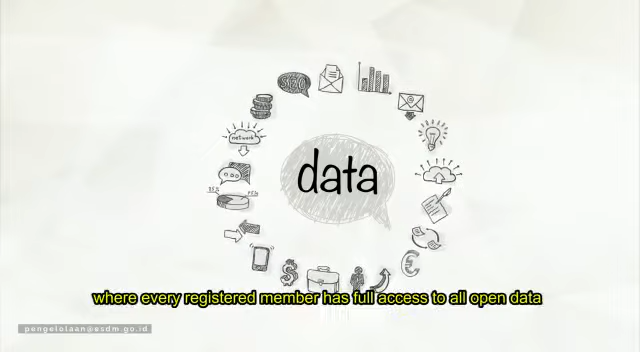 SEO
network
data
where every registered member has full access to all open data
pengelolaan@esdm.go.id